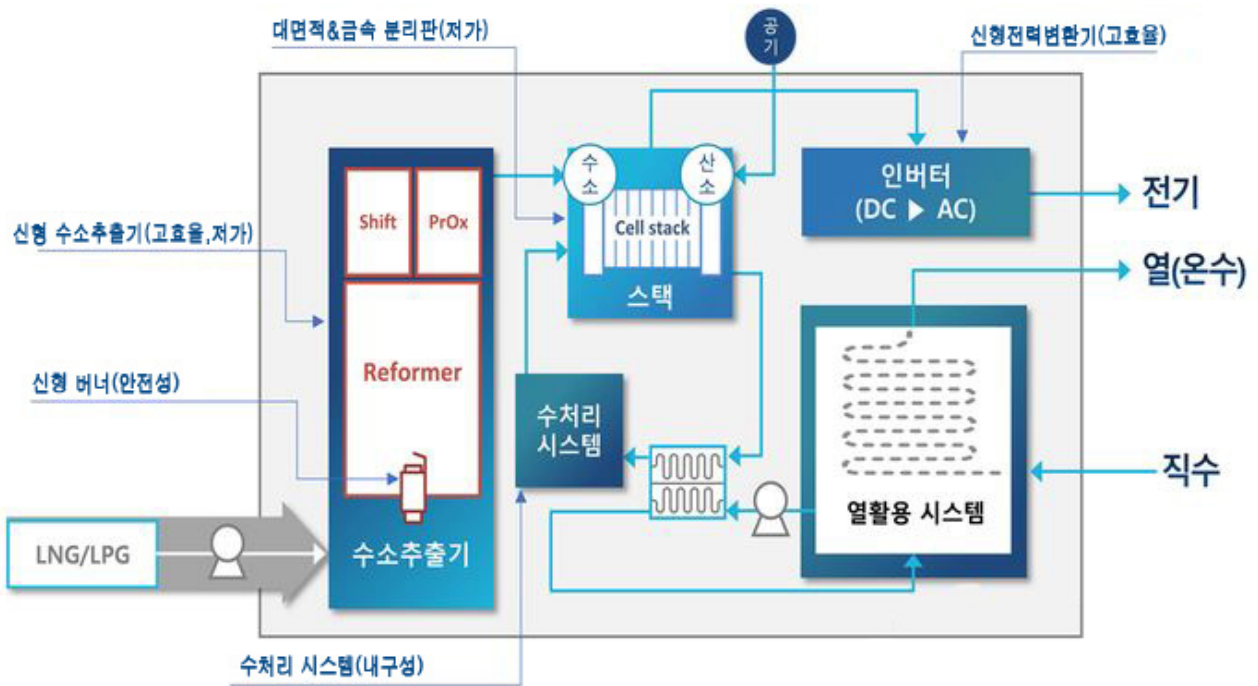 대면적&금속 분리판(저가)
공
기
신형전력변환기(고효율)
수
소
산
소
Cell stack
스택
인버터
(DC ▶ AC)
전기
열(온수)
Shift
PrOx
신형 수소추출기(고효율,저가)
Reformer
신형 버너(안전성)
수처리
시스템
직수
열활용 시스템
LNG/LPG
수소추출기
수처리 시스템(내구성)